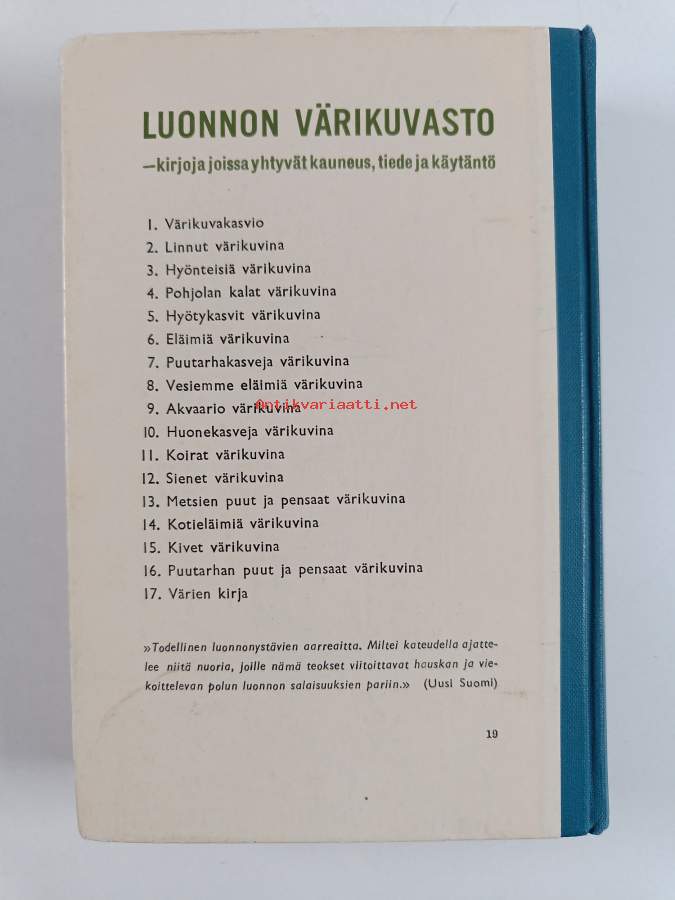 LUONNON VÄRIKUVASTO
—kirjoja joissa yhtyvät kauneus, tiede ja käytäntö
1. Värikuvakasvio
2. Linnut värikuvina
3. Hyönteisiä värikuvina
4. Pohjolan kalat värikuvina
5. Hyötykasvit värikuvina
6. Eläimiä värikuvina
7. Puutarhakasveja värikuvina
8. Vesiemme eläimiä värikuvina
9. Akvaario värikuvina
Antikvariaatti.net
10. Huonekasveja värikuvina
11. Koirat värikuvina
12. Sienet värikuvina
13. Metsien puut ja pensaat värikuvina
14. Kotieläimiä värikuvina
15. Kivet värikuvina
16. Puutarhan puut ja pensaat värikuvina
17. Värien kirja
»Todellinen luonnonystävien aarreaitta. Miltei kateudella ajatte-
lee niitä nuoria, joille nämä teokset viitoittavat hauskan ja vie-
koittelevan polun luonnon salaisuuksien pariin.» (Uusi Suomi)
19